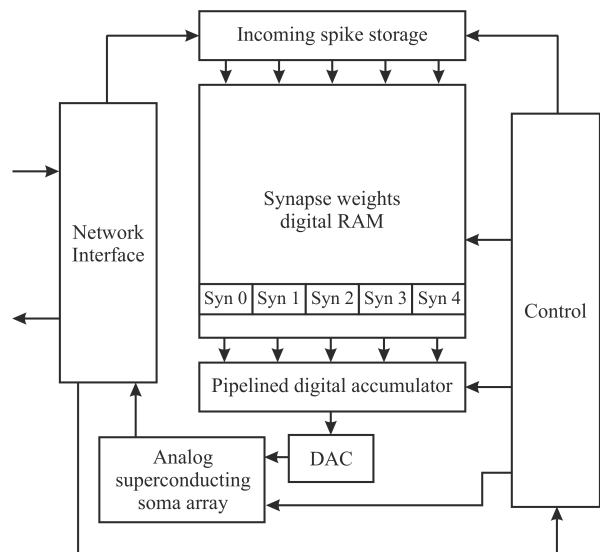 Incoming spike storage
Synapse weights
digital RAM
Network
Interface
Syn 0 Syn 1 Syn 2 Syn 3 Syn 4
Control
Pipelined digital accumulator
DAC
Analog
superconducting
soma array